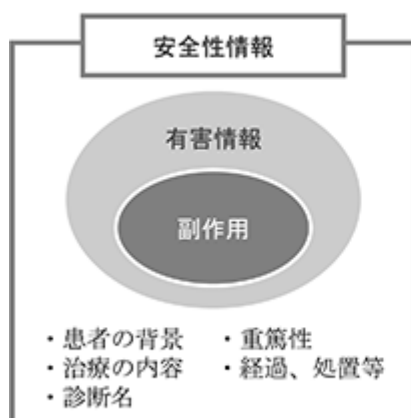 安全性情報
有害情報
副作用
・患者の背景　・重篤性
・治療の内容　・経過、処置等
・診断名